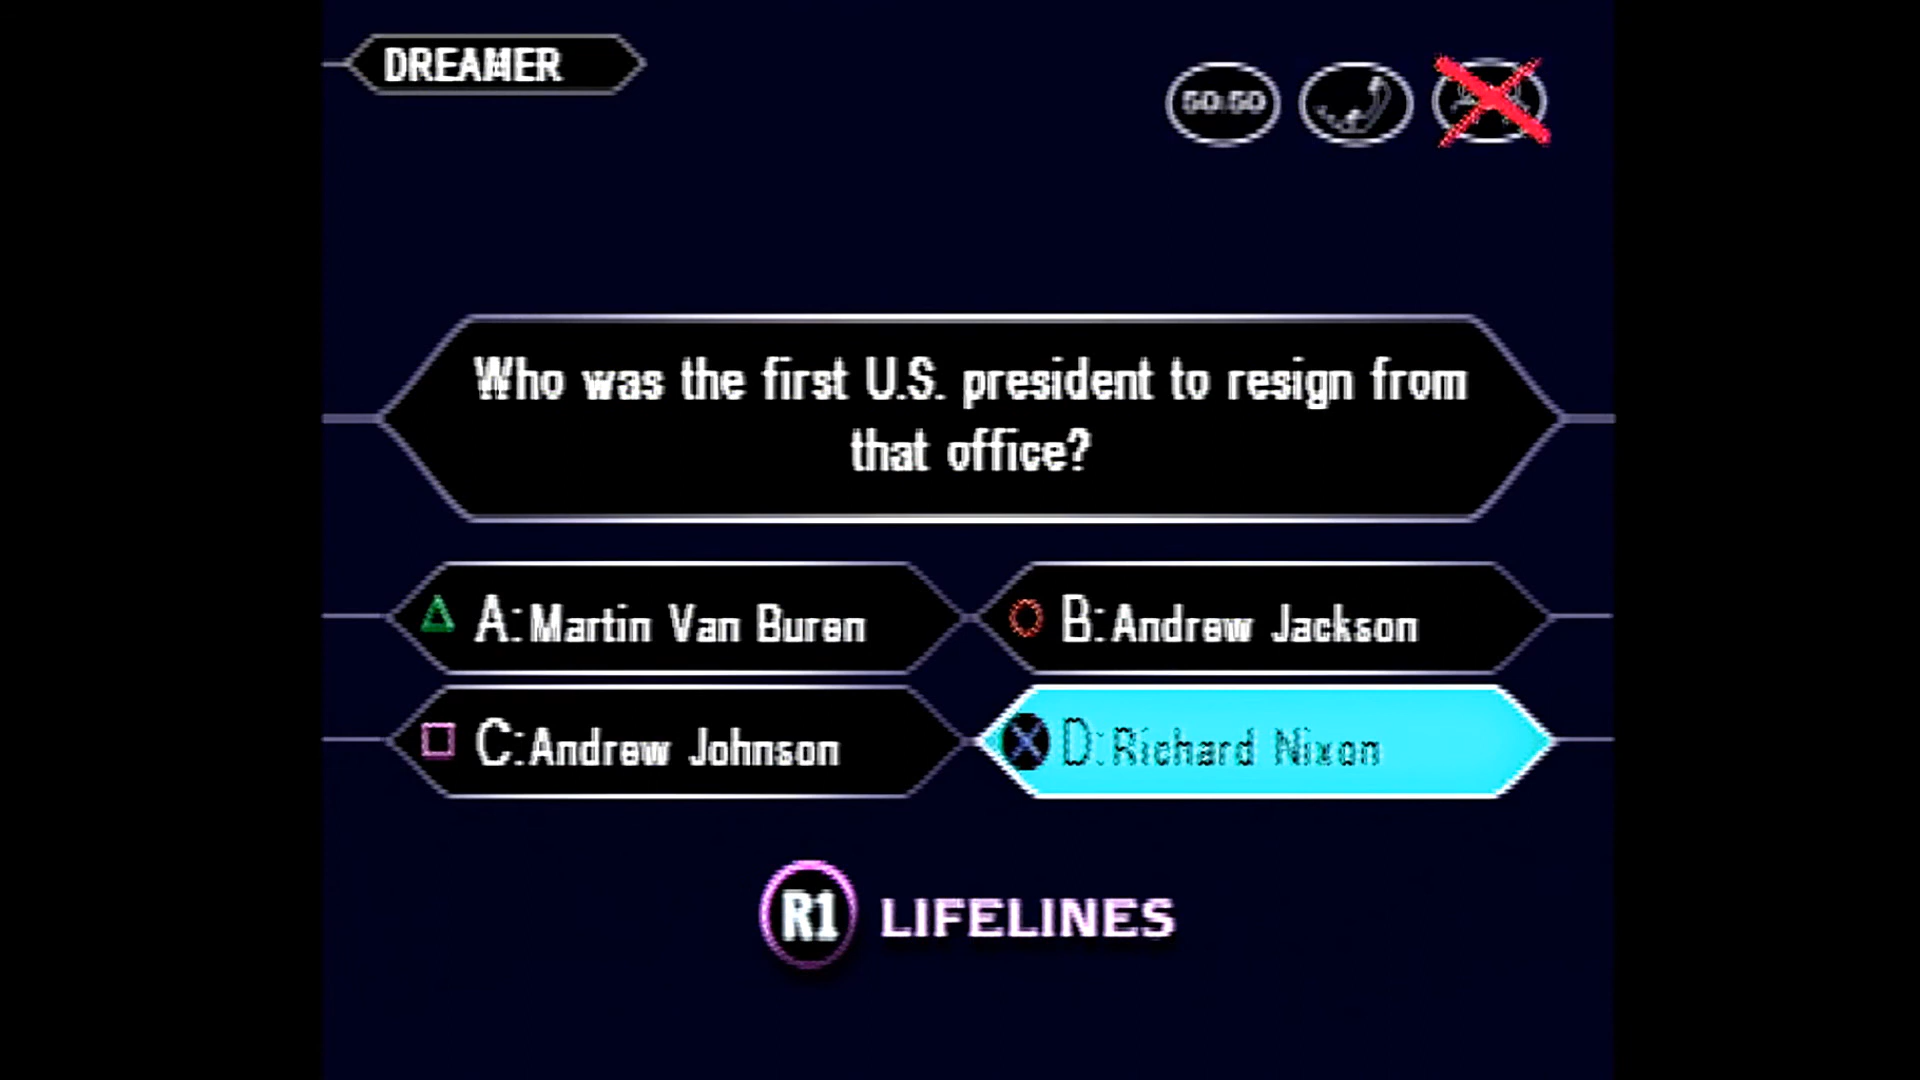 DREAMER
50:50
Who was the first U.S. president to resign from
that office?
A:Martin Van Buren
B:Andrew Jackson
C:Andrew Johnson
D:Richard Nixon
R1 LIFELINES